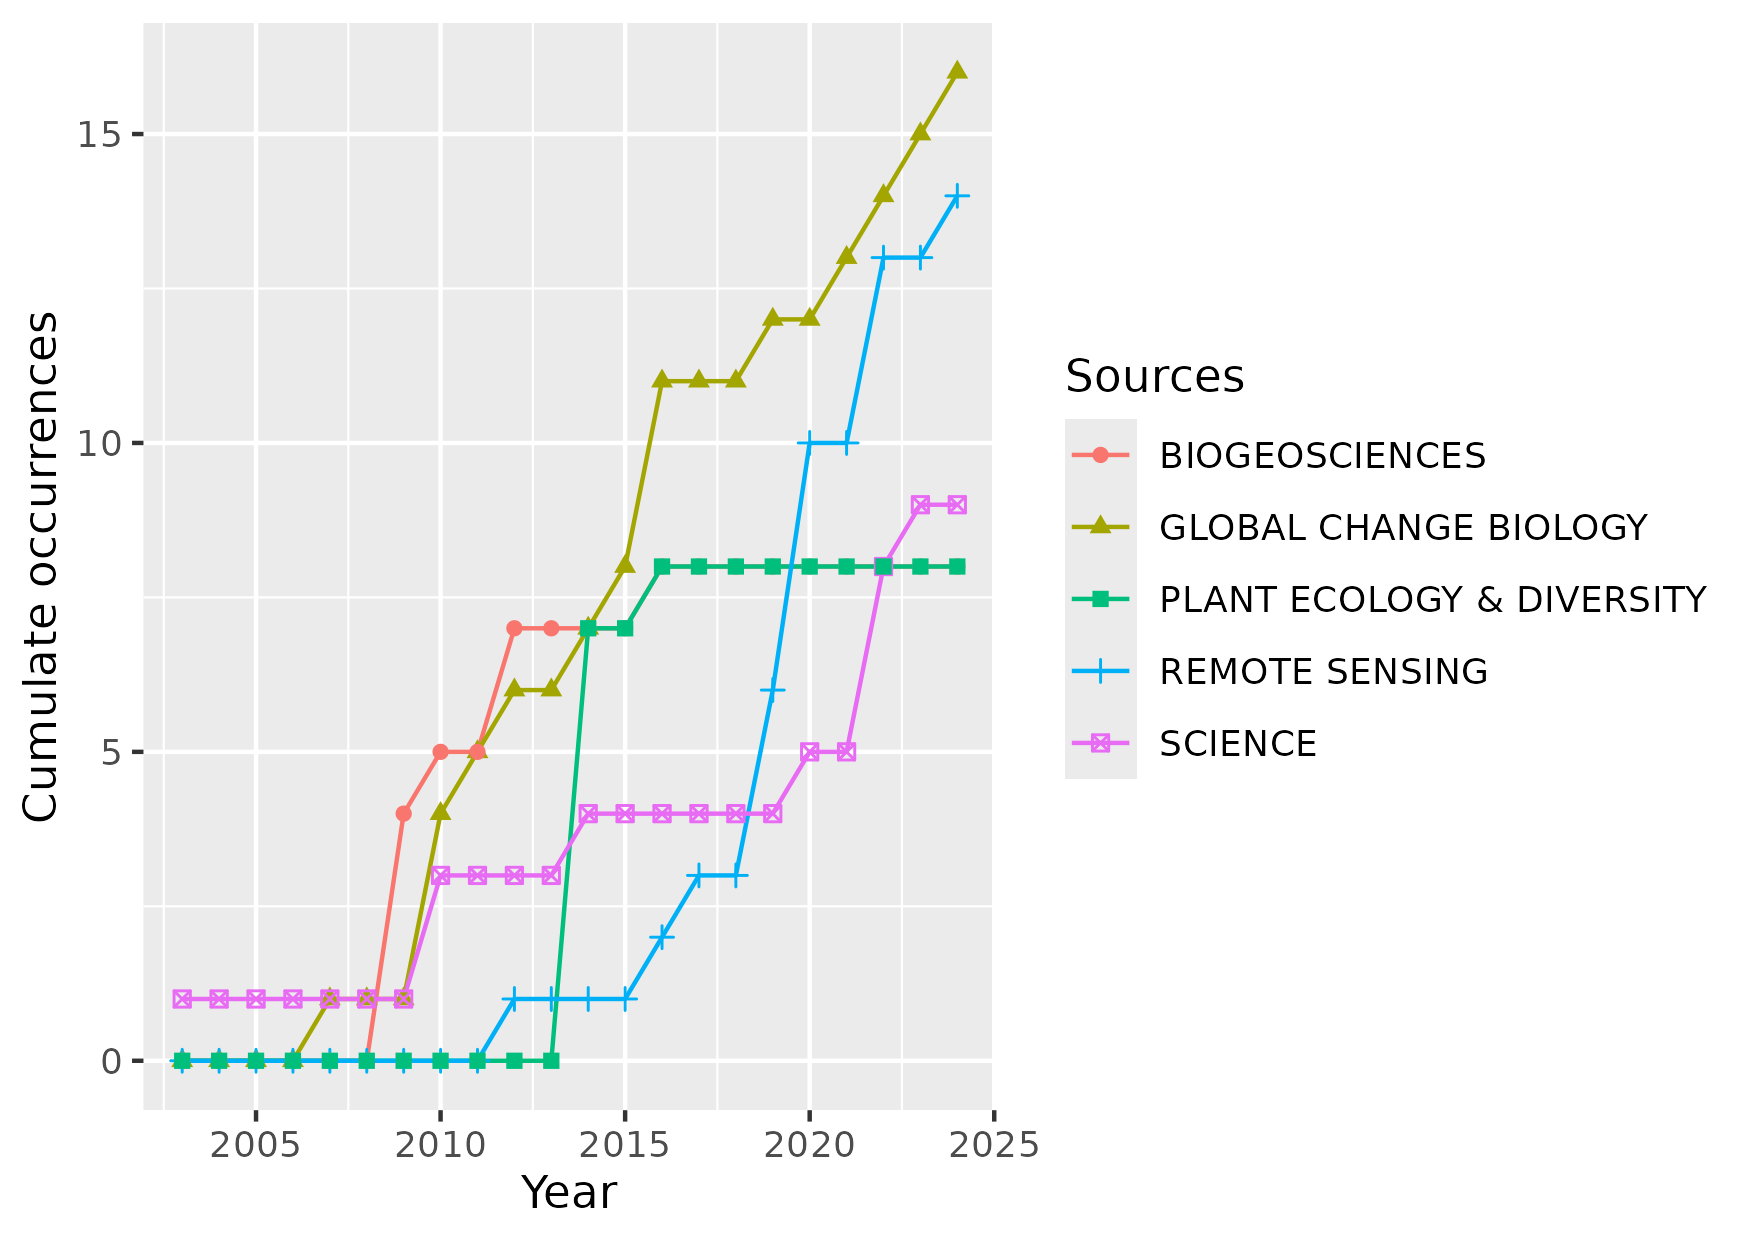 15
10
5
0
Cumulate occurrences
2005 2010 2015 2020 2025
Year
Sources
BIOGEOSCIENCES
GLOBAL CHANGE BIOLOGY
PLANT ECOLOGY & DIVERSITY
REMOTE SENSING
SCIENCE